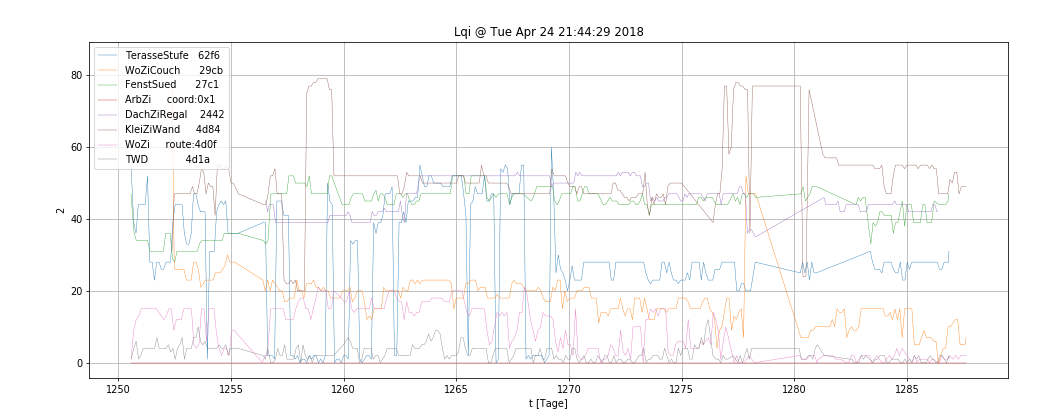 Lqi @ Tue Apr 24 21:44:29 2018
TerasseStufe 62f6
WoZiCouch 29cb
FenstSued 27c1
ArbZi coord:0x1
DachZiRegal 2442
KleiZiWand 4d84
WoZi route:4d0f
TWD 4d1a
80
60
40
20
0
2
1250 1255 1260 1265 1270 1275 1280 1285
t [Tage]